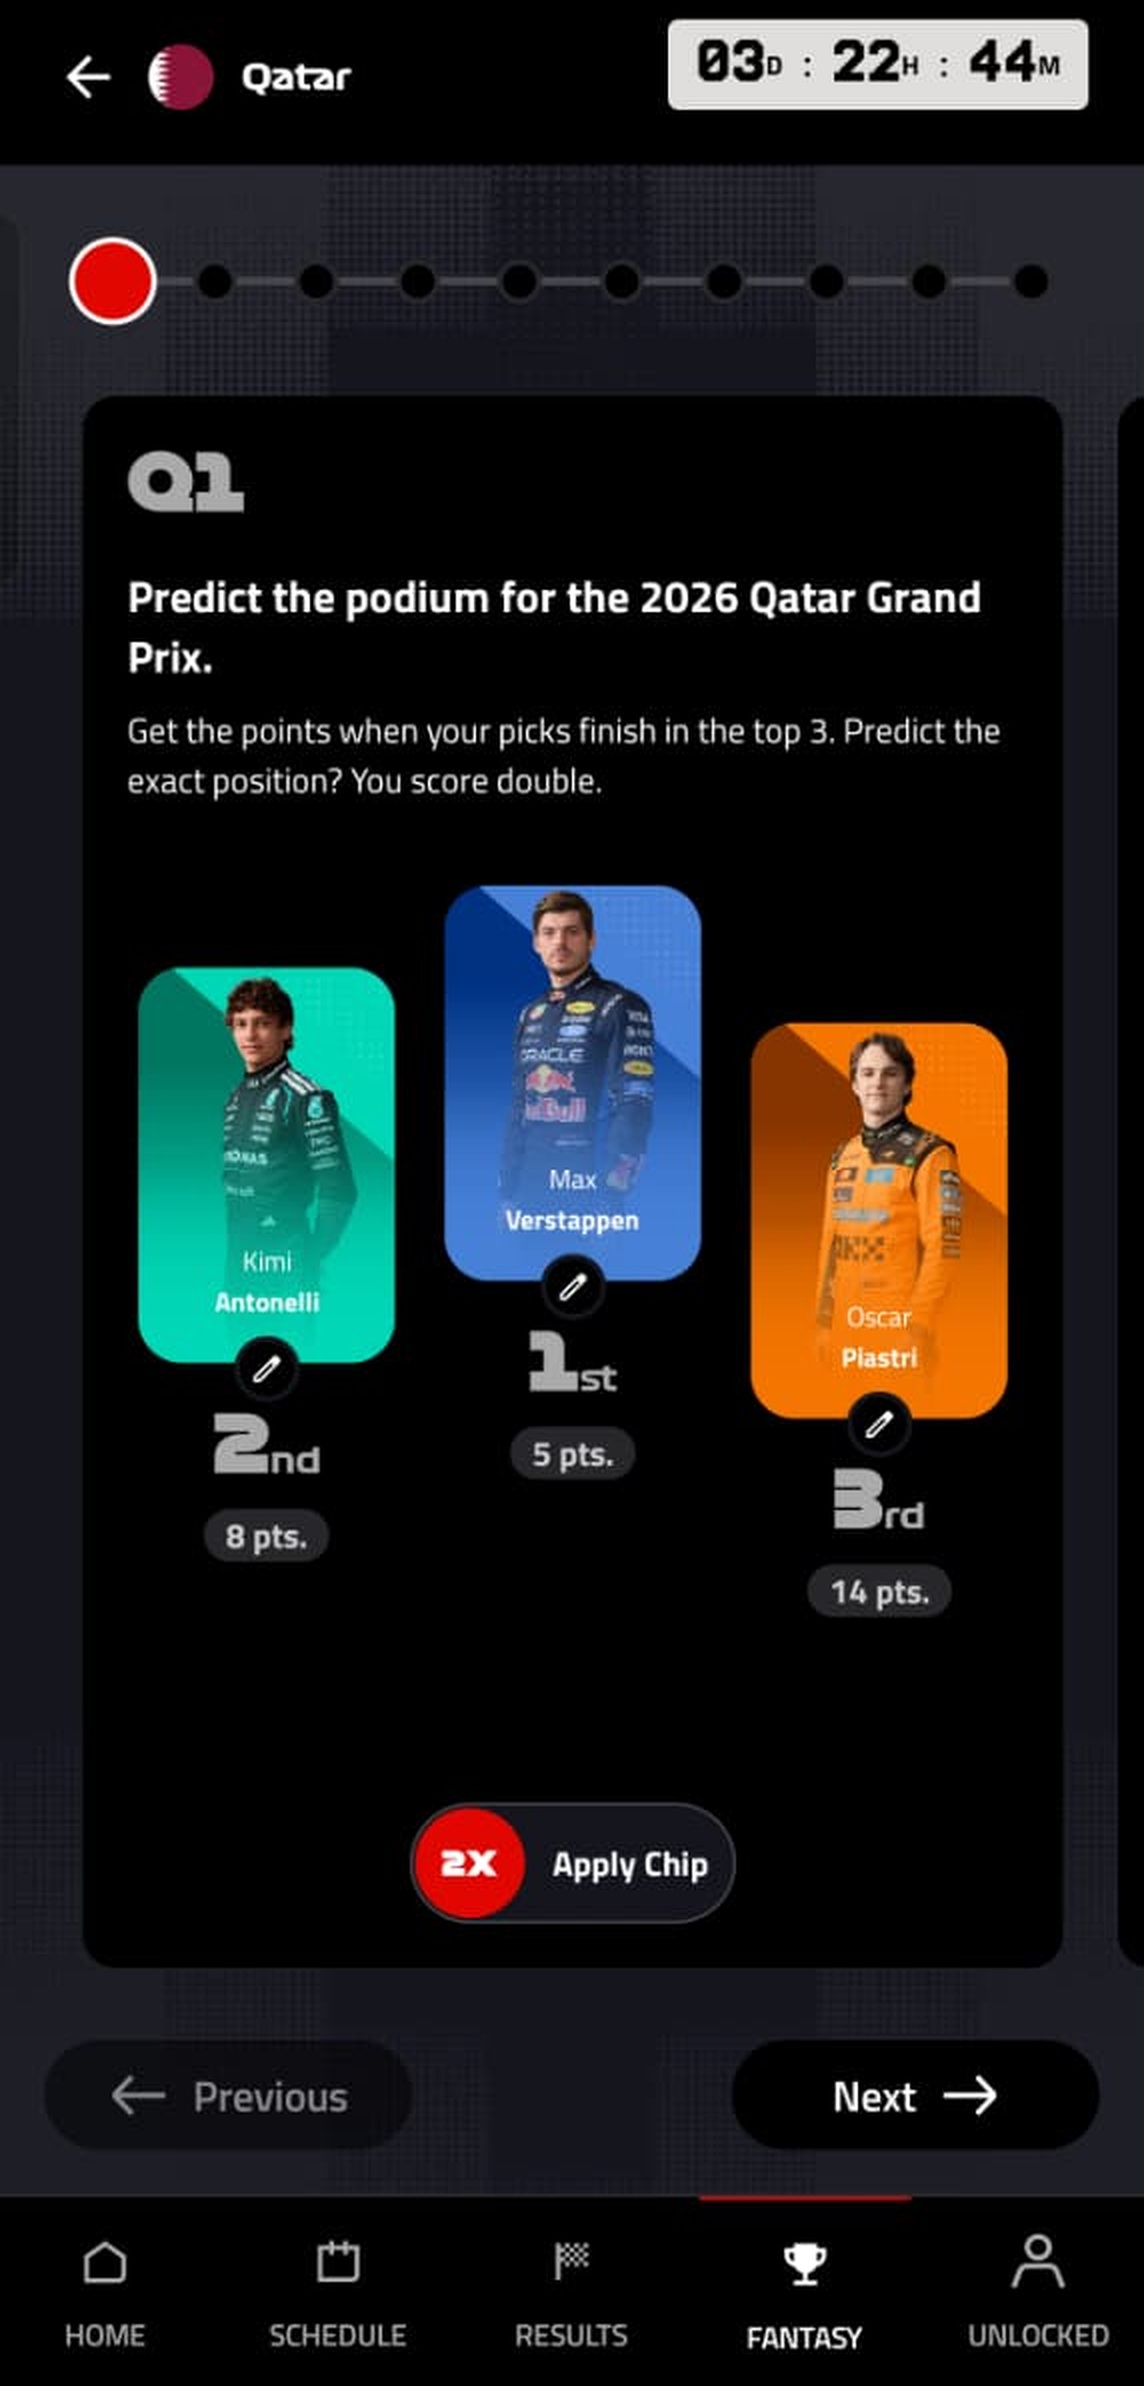 Qatar
03D : 22H : 44M
Q1
Predict the podium for the 2026 Qatar Grand
Prix.
Get the points when your picks finish in the top 3. Predict the
exact position? You score double.
ORACLE
Red Bull
Max
Verstappen
1st
5 pts.
Kimi
Antonelli
2nd
8 pts.
Oscar
Piastri
3rd
14 pts.
2X Apply Chip
Previous
Next
HOME
SCHEDULE
RESULTS
FANTASY
UNLOCKED